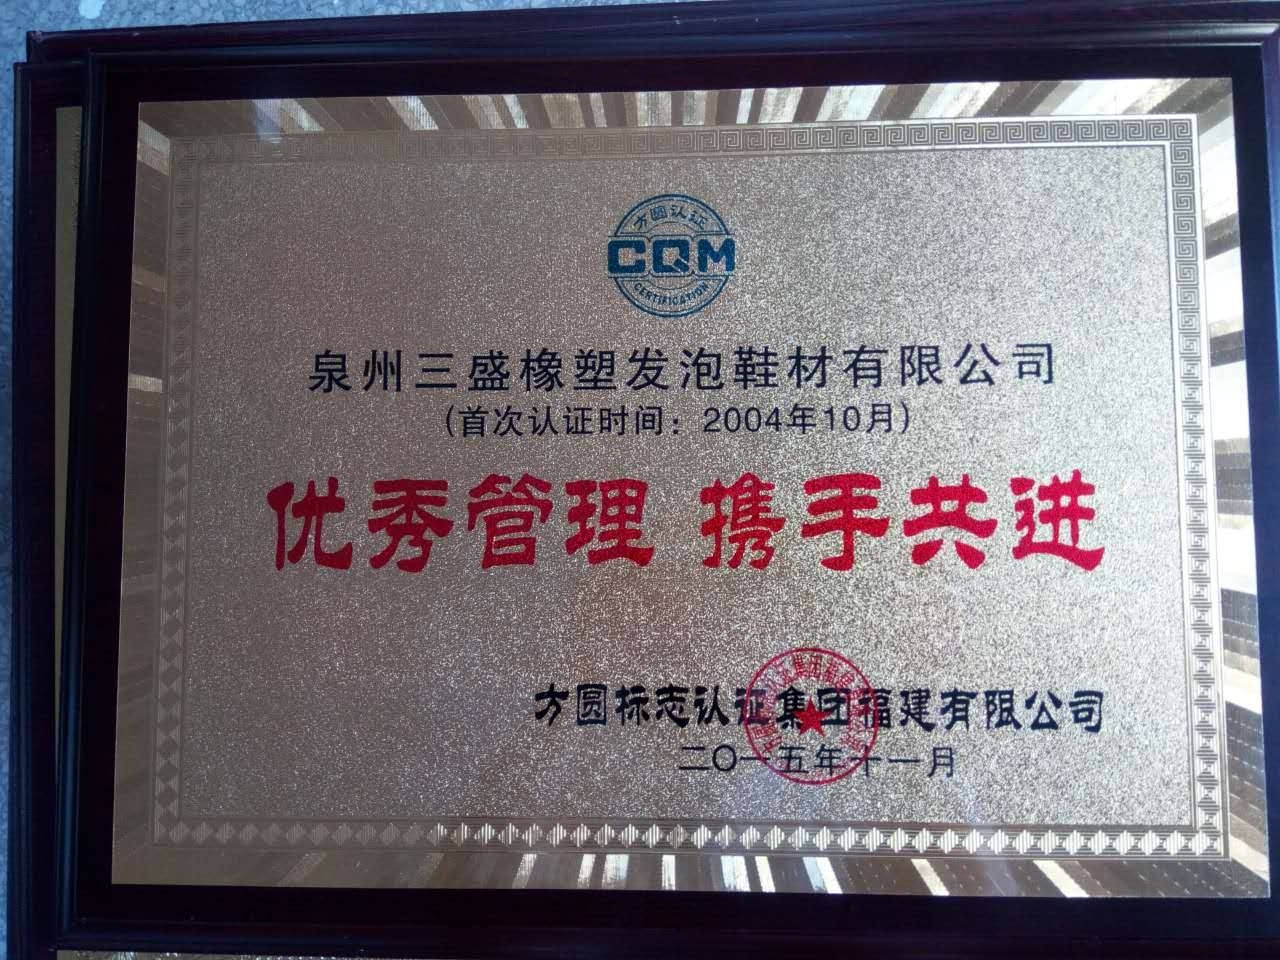 方圆认证
CQM
CERTIFICATION
泉州三盛橡塑发泡鞋材有限公司
(首次认证时间：2004年10月)
优秀管理 携手共进
方圆标志认证集团福建有限公司
二〇一五年十一月